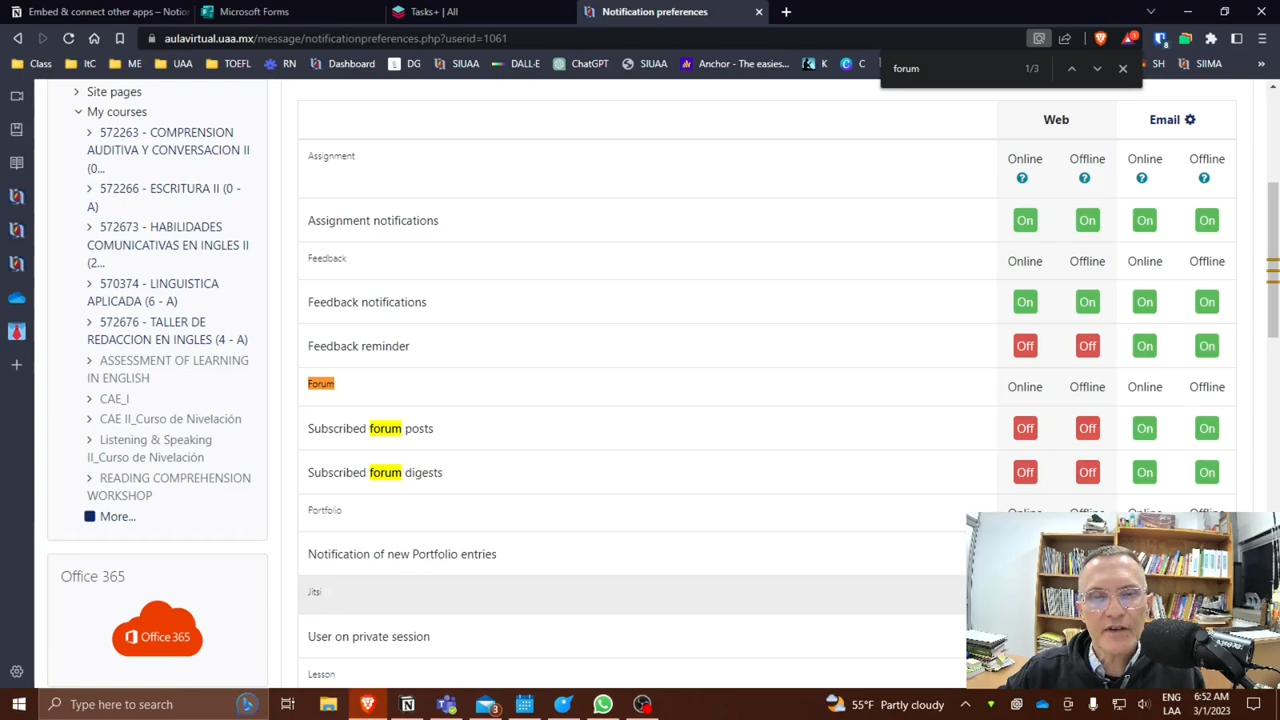 Embed & connect other apps – Notio
Microsoft Forms
Tasks+ | All
Notification preferences
aulavirtual.uaa.mx/message/notificationpreferences.php?userid=1061
Class
ItC
ME
UAA
TOEFL
RN
Dashboard
DG
SIUAA
DALL·E
ChatGPT
SIUAA
Anchor - The easies...
K
C
SH
SIIMA
forum
1/3
Site pages
My courses
572263 - COMPRENSION
AUDITIVA Y CONVERSACION II
(0...
572266 - ESCRITURA II (0 -
A)
572673 - HABILIDADES
COMUNICATIVAS EN INGLES II
(2...
570374 - LINGUISTICA
APLICADA (6 - A)
572676 - TALLER DE
REDACCION EN INGLES (4 - A)
ASSESSMENT OF LEARNING
IN ENGLISH
CAE_I
CAE II_Curso de Nivelación
Listening & Speaking
II_Curso de Nivelación
READING COMPREHENSION
WORKSHOP
More...
Office 365
Office 365
Web
Email
Assignment
Online
Offline
Online
Offline
Assignment notifications
On
On
On
On
Feedback
Online
Offline
Online
Offline
Feedback notifications
On
On
On
On
Feedback reminder
Off
Off
On
On
Forum
Online
Offline
Online
Offline
Subscribed forum posts
Off
Off
On
On
Subscribed forum digests
Off
Off
On
On
Portfolio
Notification of new Portfolio entries
Jitsi
User on private session
Lesson
Type here to search
3
55°F Partly cloudy
ENG
LAA
6:52 AM
3/1/2023